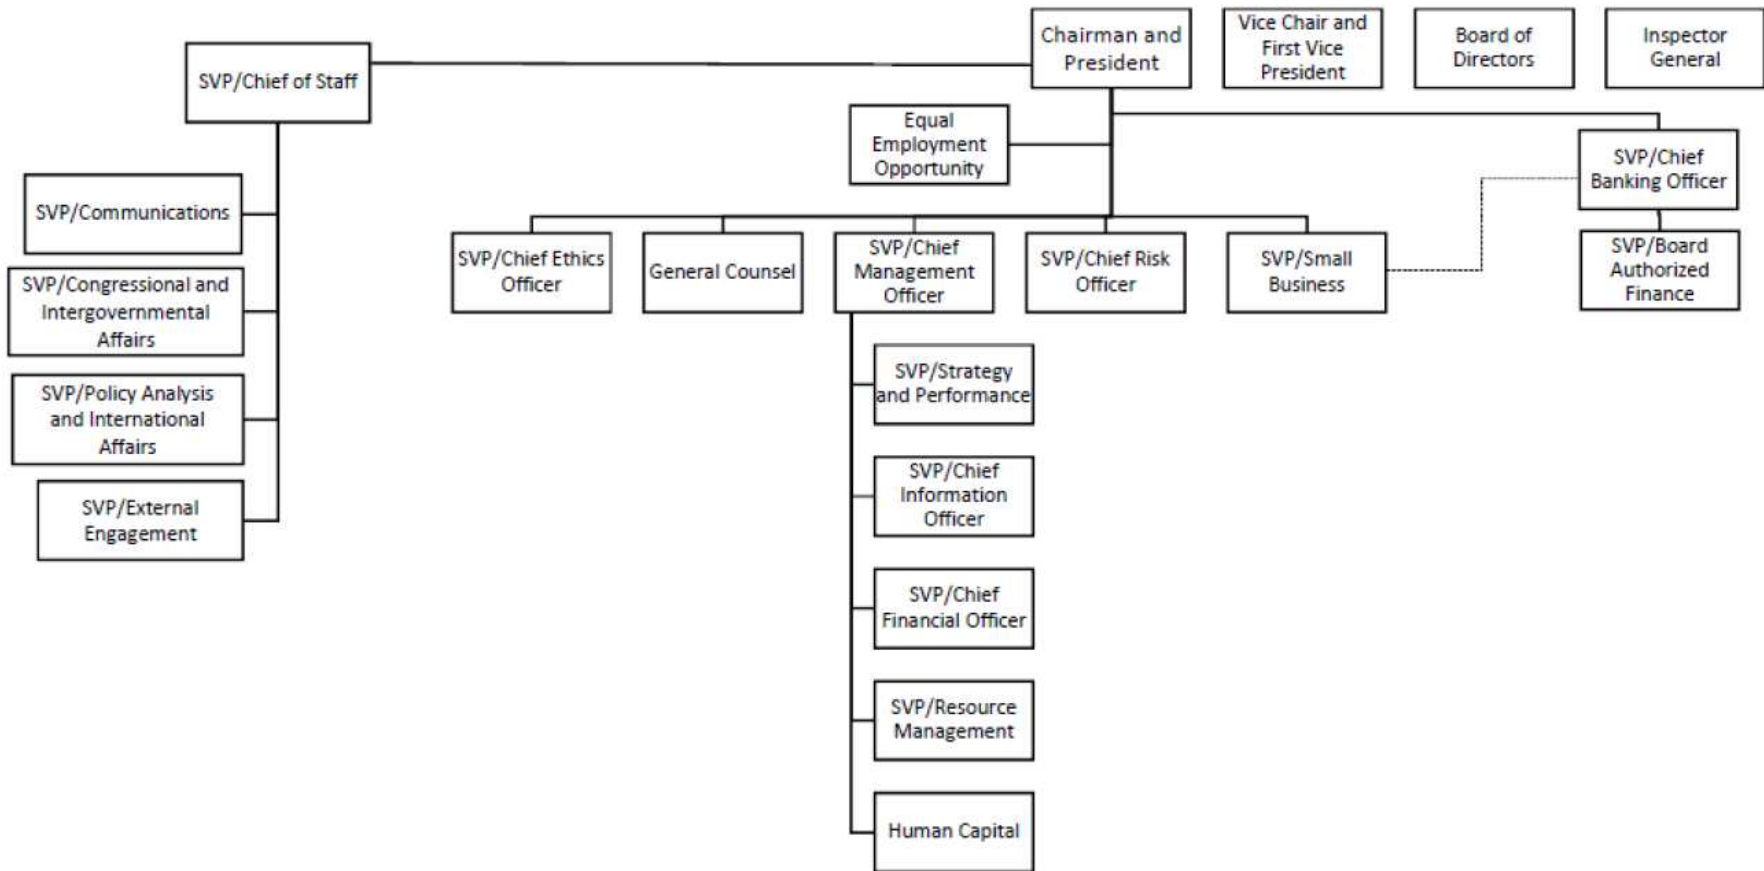 Chairman and
President
Vice Chair and
First Vice
President
Board of
Directors
Inspector
General
SVP/Chief of Staff
Equal
Employment
Opportunity
SVP/Chief
Banking Officer
SVP/Communications
SVP/Chief Ethics
Officer
General Counsel
SVP/Chief
Management
Officer
SVP/Chief Risk
Officer
SVP/Small
Business
SVP/Board
Authorized
Finance
SVP/Congressional and
Intergovernmental
Affairs
SVP/Policy Analysis
and International
Affairs
SVP/External
Engagement
SVP/Strategy
and Performance
SVP/Chief
Information
Officer
SVP/Chief
Financial Officer
SVP/Resource
Management
Human Capital